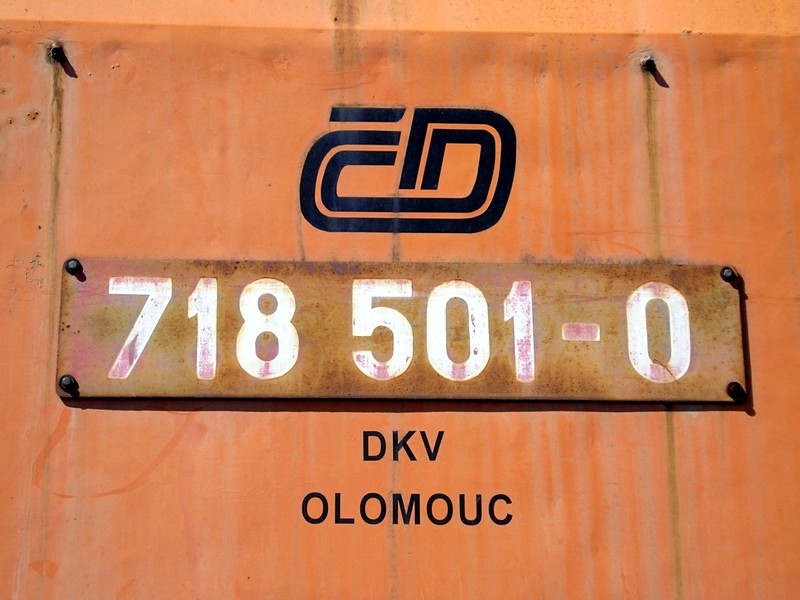 ČD
718 501-0
DKV
OLOMOUC